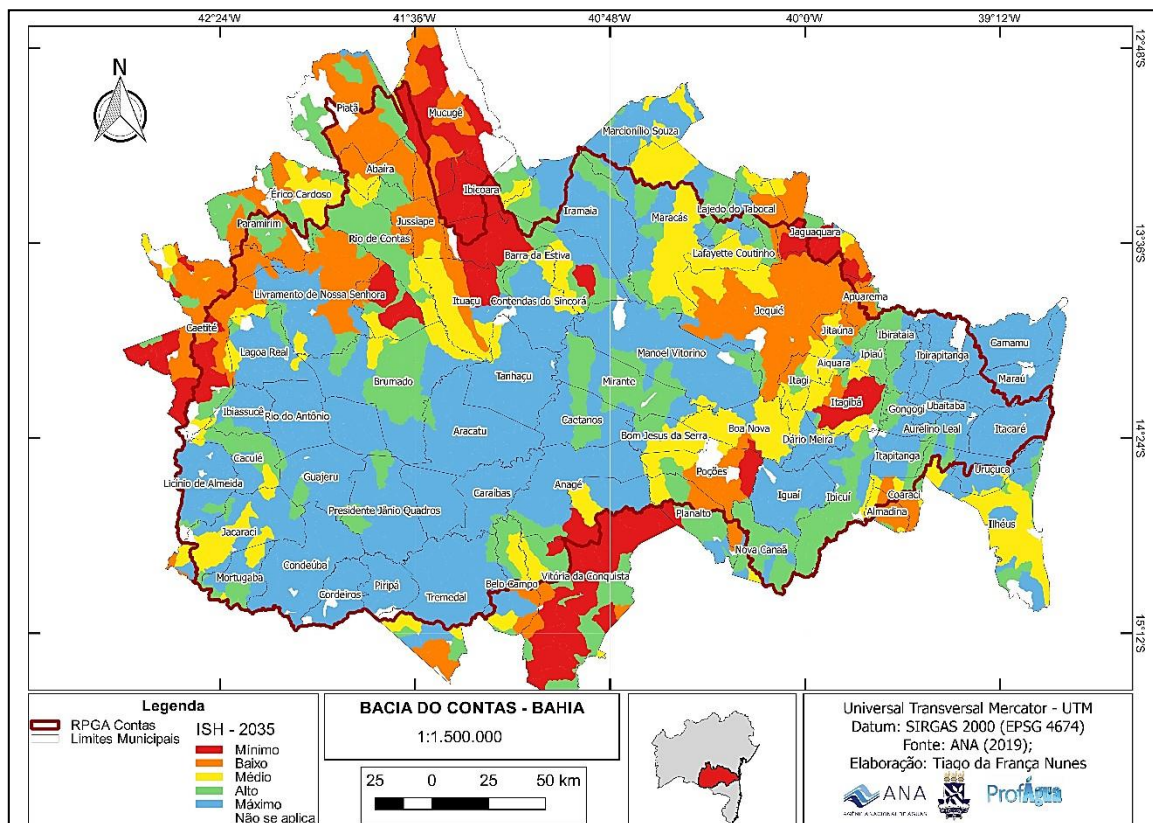 42°24'W 41°36'W 40°48'W 40°0'W 39°12'W
12°48'S
13°36'S
14°24'S
15°12'S
N
Piatã
Mucugê
Marcionílio Souza
Abaíra
Érico Cardoso
Ibicoara
Iramaia
Maracás
Lajedo do Tabocal
Paramirim
Jussiape
Rio de Contas
Jaguaquara
Barra da Estiva
Lafayette Coutinho
Livramento de Nossa Senhora
Ituaçu
Contendas do Sincorá
Jequié
Apuarema
Caetité
Jitaúna
Ibirataia
Camamu
Lagoa Real
Manoel Vitorino
Aiquara
Ipiaú
Ibirapitanga
Tanhaçu
Maraú
Brumado
Mirante
Itagi
Itagibá
Ibiassucê
Rio do Antônio
Caetanos
Gongogi
Ubaitaba
Aracatu
Bom Jesus da Serra
Boa Nova
Dário Meira
Aurelino Leal
Itacaré
Caculé
Itapitanga
Licínio de Almeida
Guajeru
Poções
Uruçuca
Caraíbas
Anagé
Iguaí
Ibicuí
Coaraci
Presidente Jânio Quadros
Planalto
Almadina
Ilhéus
Jacaraci
Nova Canaã
Condeúba
Mortugaba
Piripá
Belo Campo
Vitória da Conquista
Cordeiros
Tremedal
Legenda
RPGA Contas
Limites Municipais
ISH - 2035
Mínimo
Baixo
Médio
Alto
Máximo
Não se aplica
BACIA DO CONTAS - BAHIA
1:1.500.000
25 0 25 50 km
Universal Transversal Mercator - UTM
Datum: SIRGAS 2000 (EPSG 4674)
Fonte: ANA (2019);
Elaboração: Tiago da França Nunes
ANA
AGÊNCIA NACIONAL DE ÁGUAS
ProfÁgua